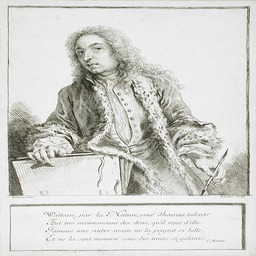 Watteau, par la Nature, orné d'heureux talents
Fut tres reconnoissant des dons, qu'il reçut d'elle:
Jamais une autre main ne la peignit si belle,
Et ne la sçut montrer sous des traits si galants.